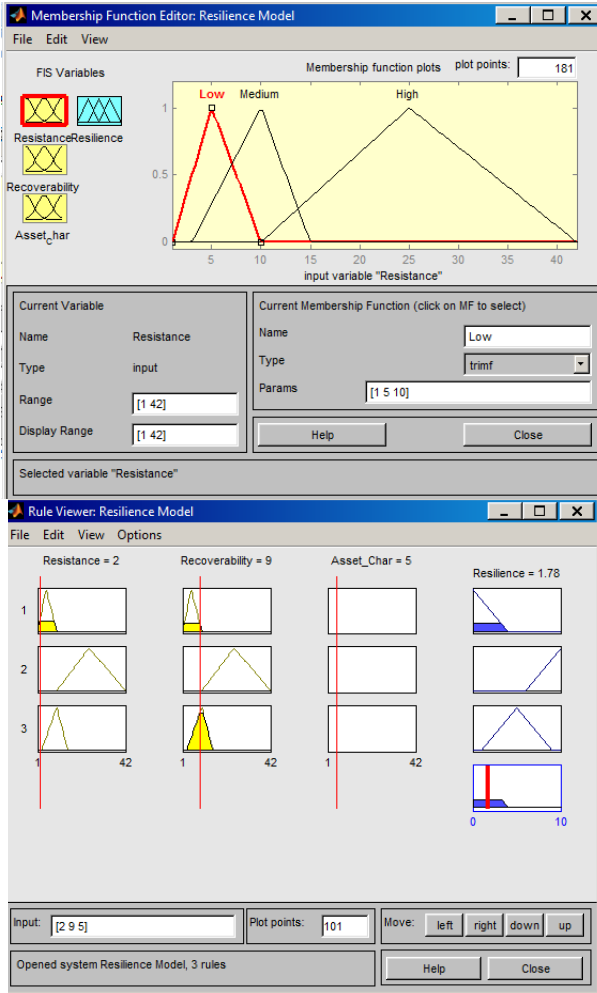 Membership Function Editor: Resilience Model
File Edit View
FIS Variables
Membership function plots plot points: 181
Low Medium High
Resistance Resilience
Recoverability
Asset_Char
1
0.5
0
5 10 15 20 25 30 35 40
input variable "Resistance"
Current Variable
Name Resistance
Type input
Range [1 42]
Display Range [1 42]
Current Membership Function (click on MF to select)
Name Low
Type trimf
Params [1 5 10]
Help Close
Selected variable "Resistance"
Rule Viewer: Resilience Model
File Edit View Options
Resistance = 2 Recoverability = 9 Asset_Char = 5 Resilience = 1.78
1
2
3
1 42 1 42 1 42
0 10
Input: [2 9 5] Plot points: 101 Move: left right down up
Opened system Resilience Model, 3 rules
Help Close